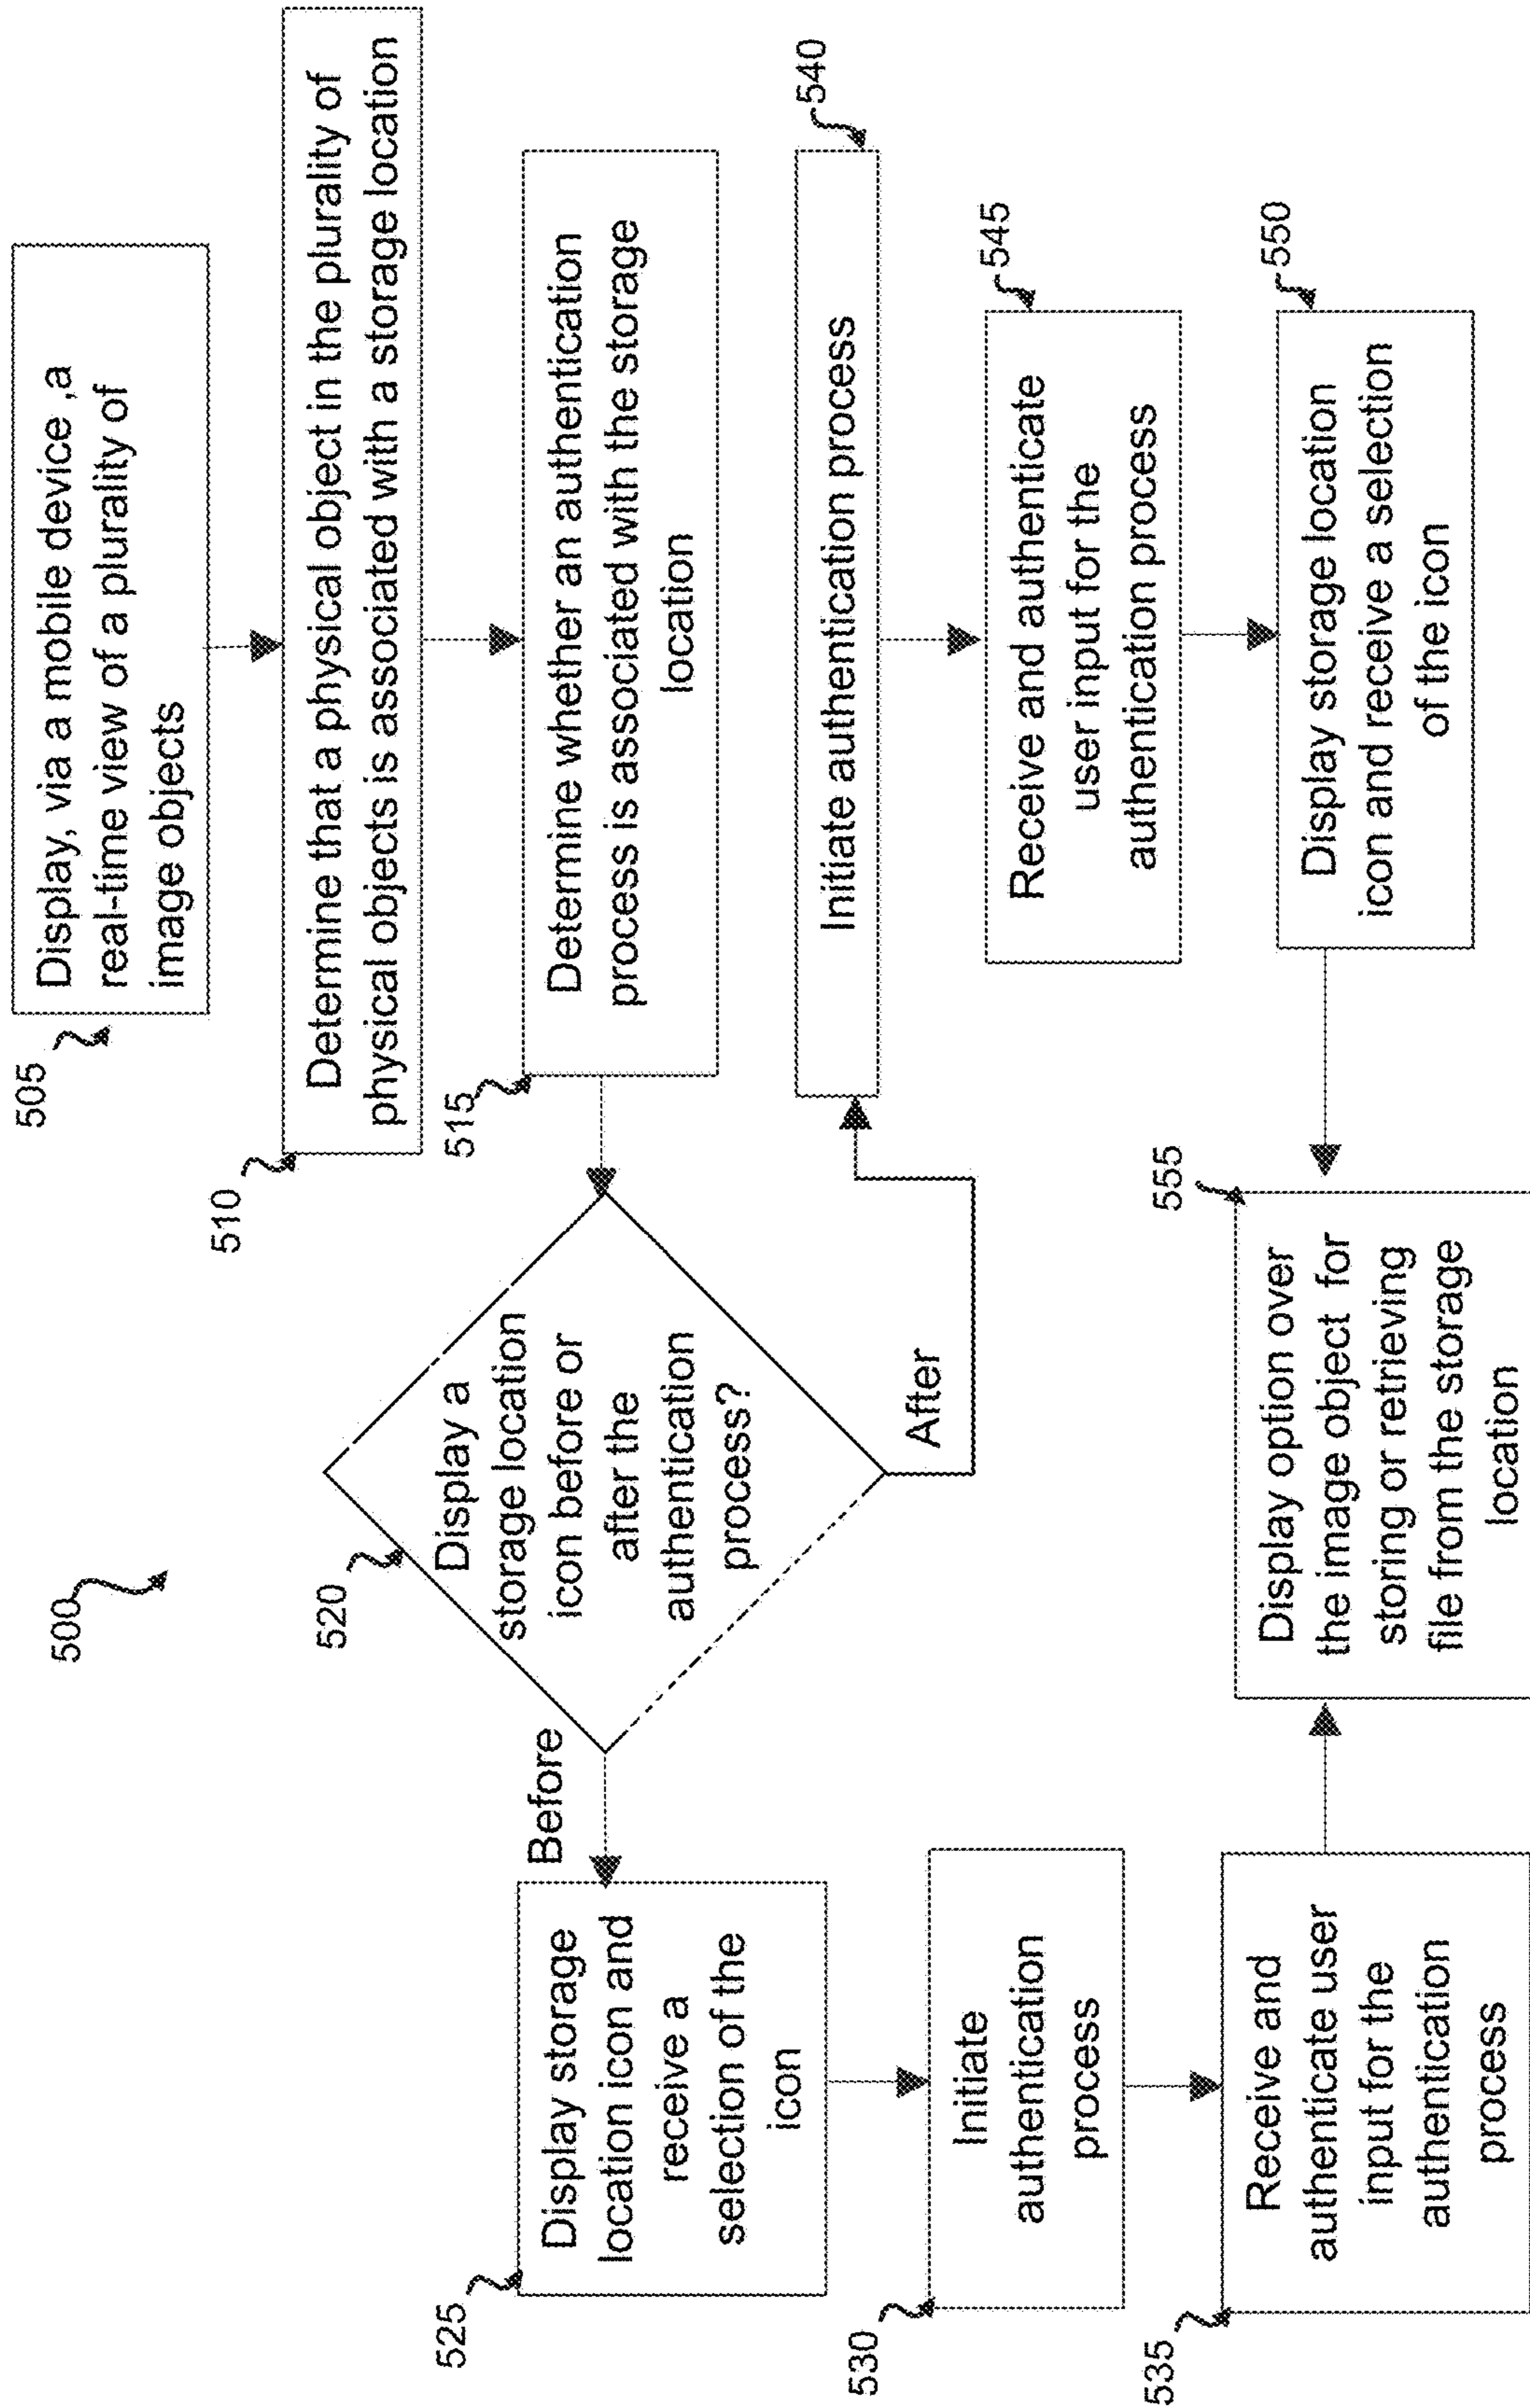 500
505
Display, via a mobile device ,a
real-time view of a plurality of
image objects
510
Determine that a physical object in the plurality of
physical objects is associated with a storage location
515
Determine whether an authentication
process is associated with the storage
location
520
Display a
storage location
icon before or
after the
authentication
process?
Before
After
525
Display storage
location icon and
receive a
selection of the
icon
530
Initiate
authentication
process
535
Receive and
authenticate user
input for the
authentication
process
540
Initiate authentication process
545
Receive and authenticate
user input for the
authentication process
550
Display storage location
icon and receive a selection
of the icon
555
Display option over
the image object for
storing or retrieving
file from the storage
location